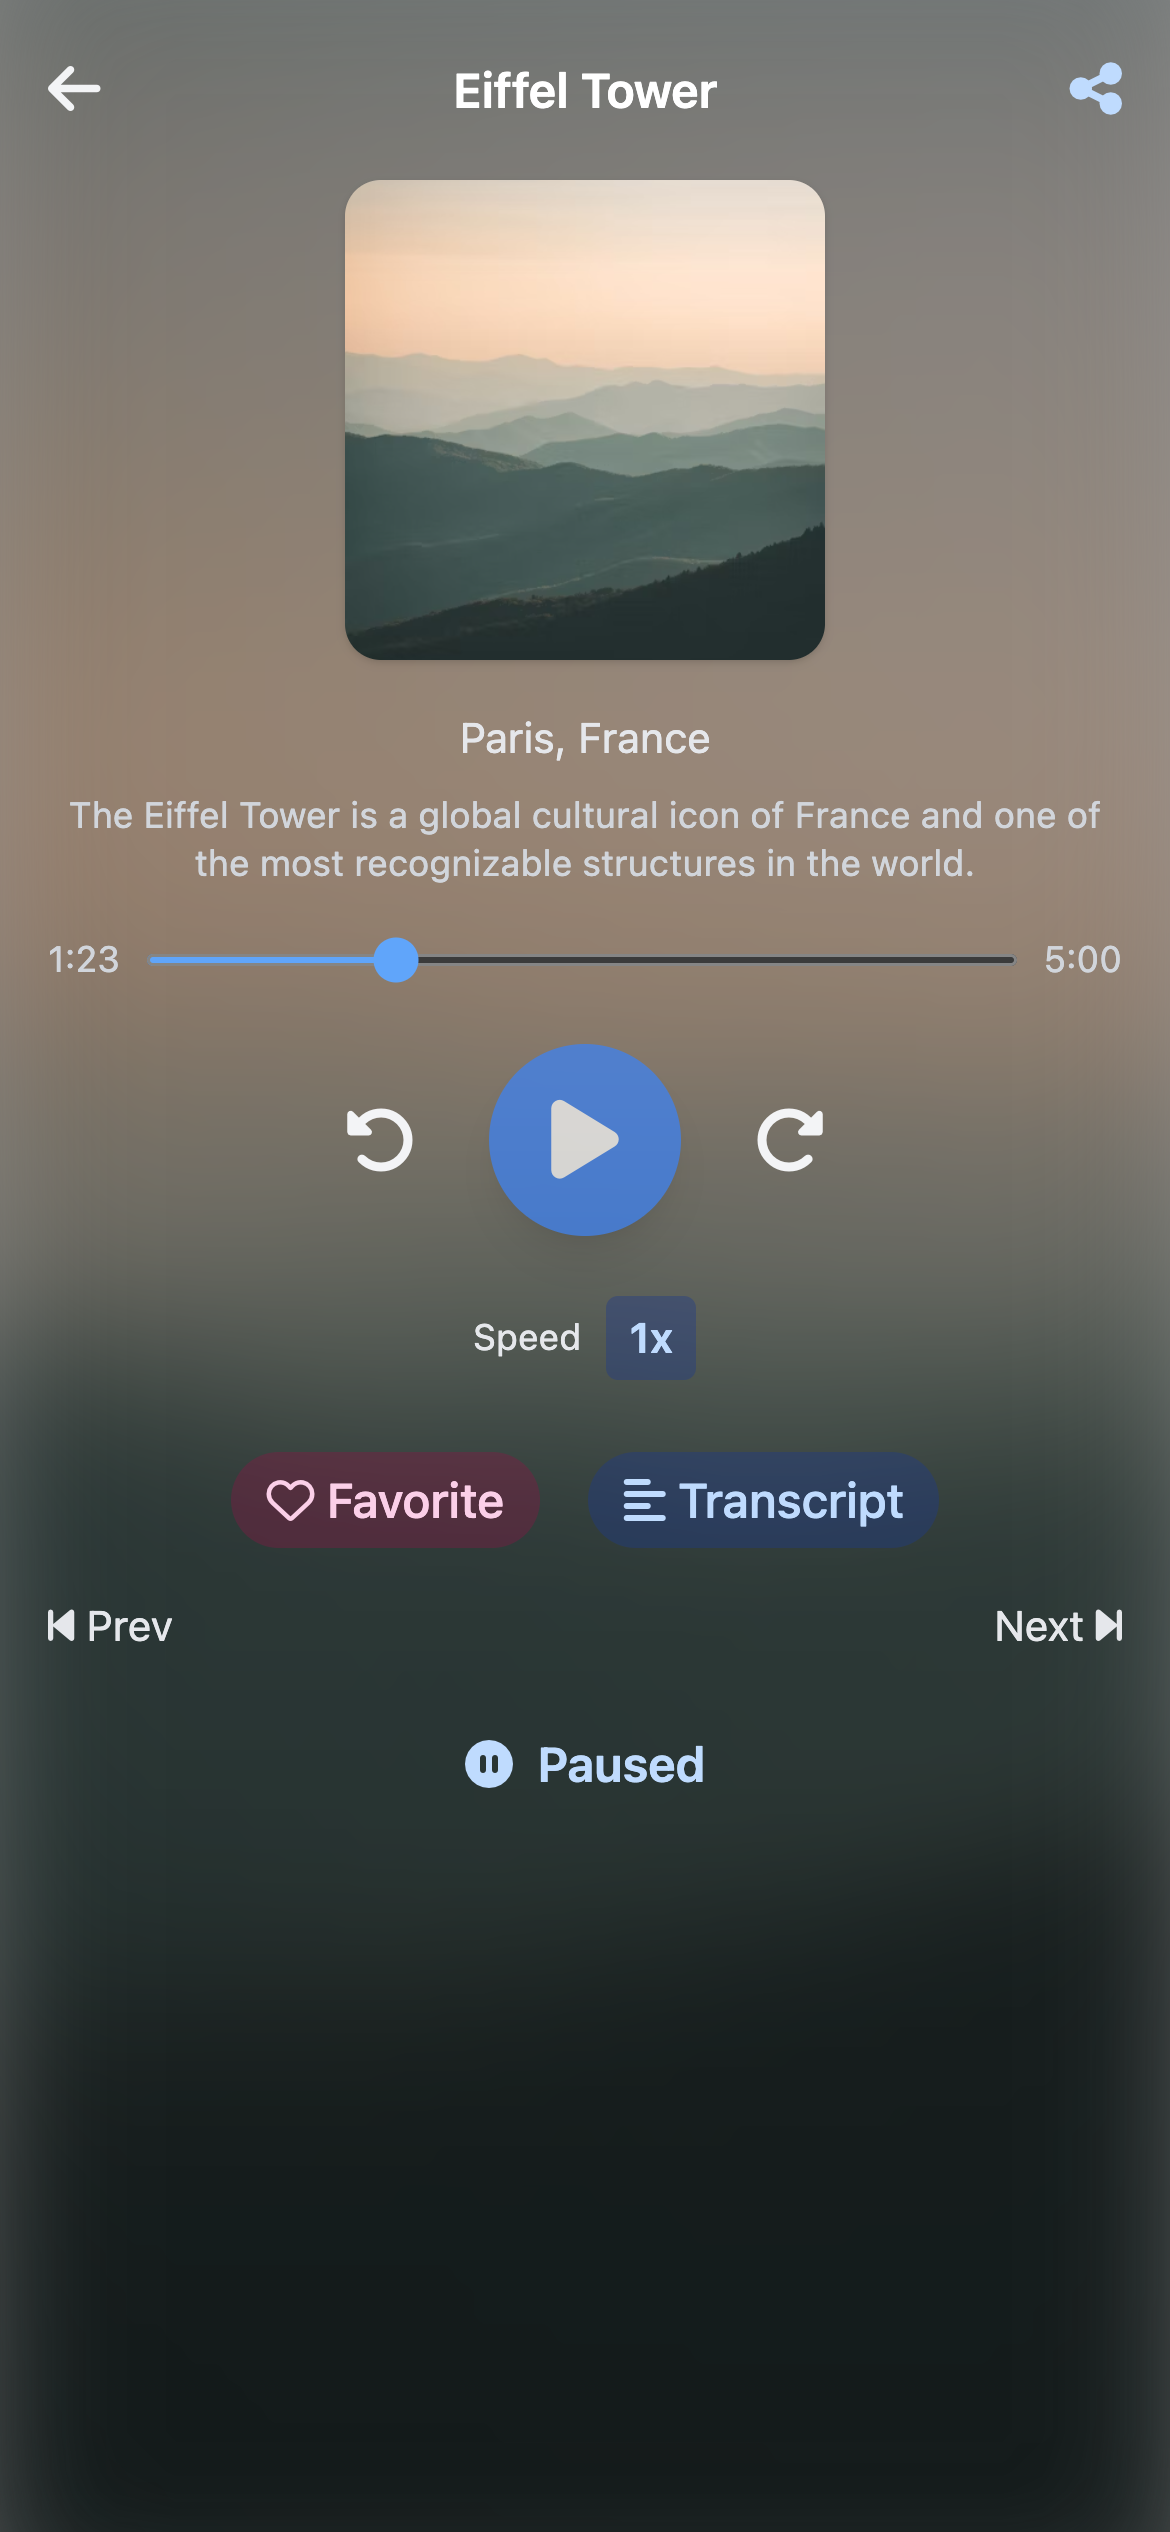 Eiffel Tower
Paris, France
The Eiffel Tower is a global cultural icon of France and one of
the most recognizable structures in the world.
1:23
5:00
Speed
1x
Favorite
Transcript
Prev
Next
Paused